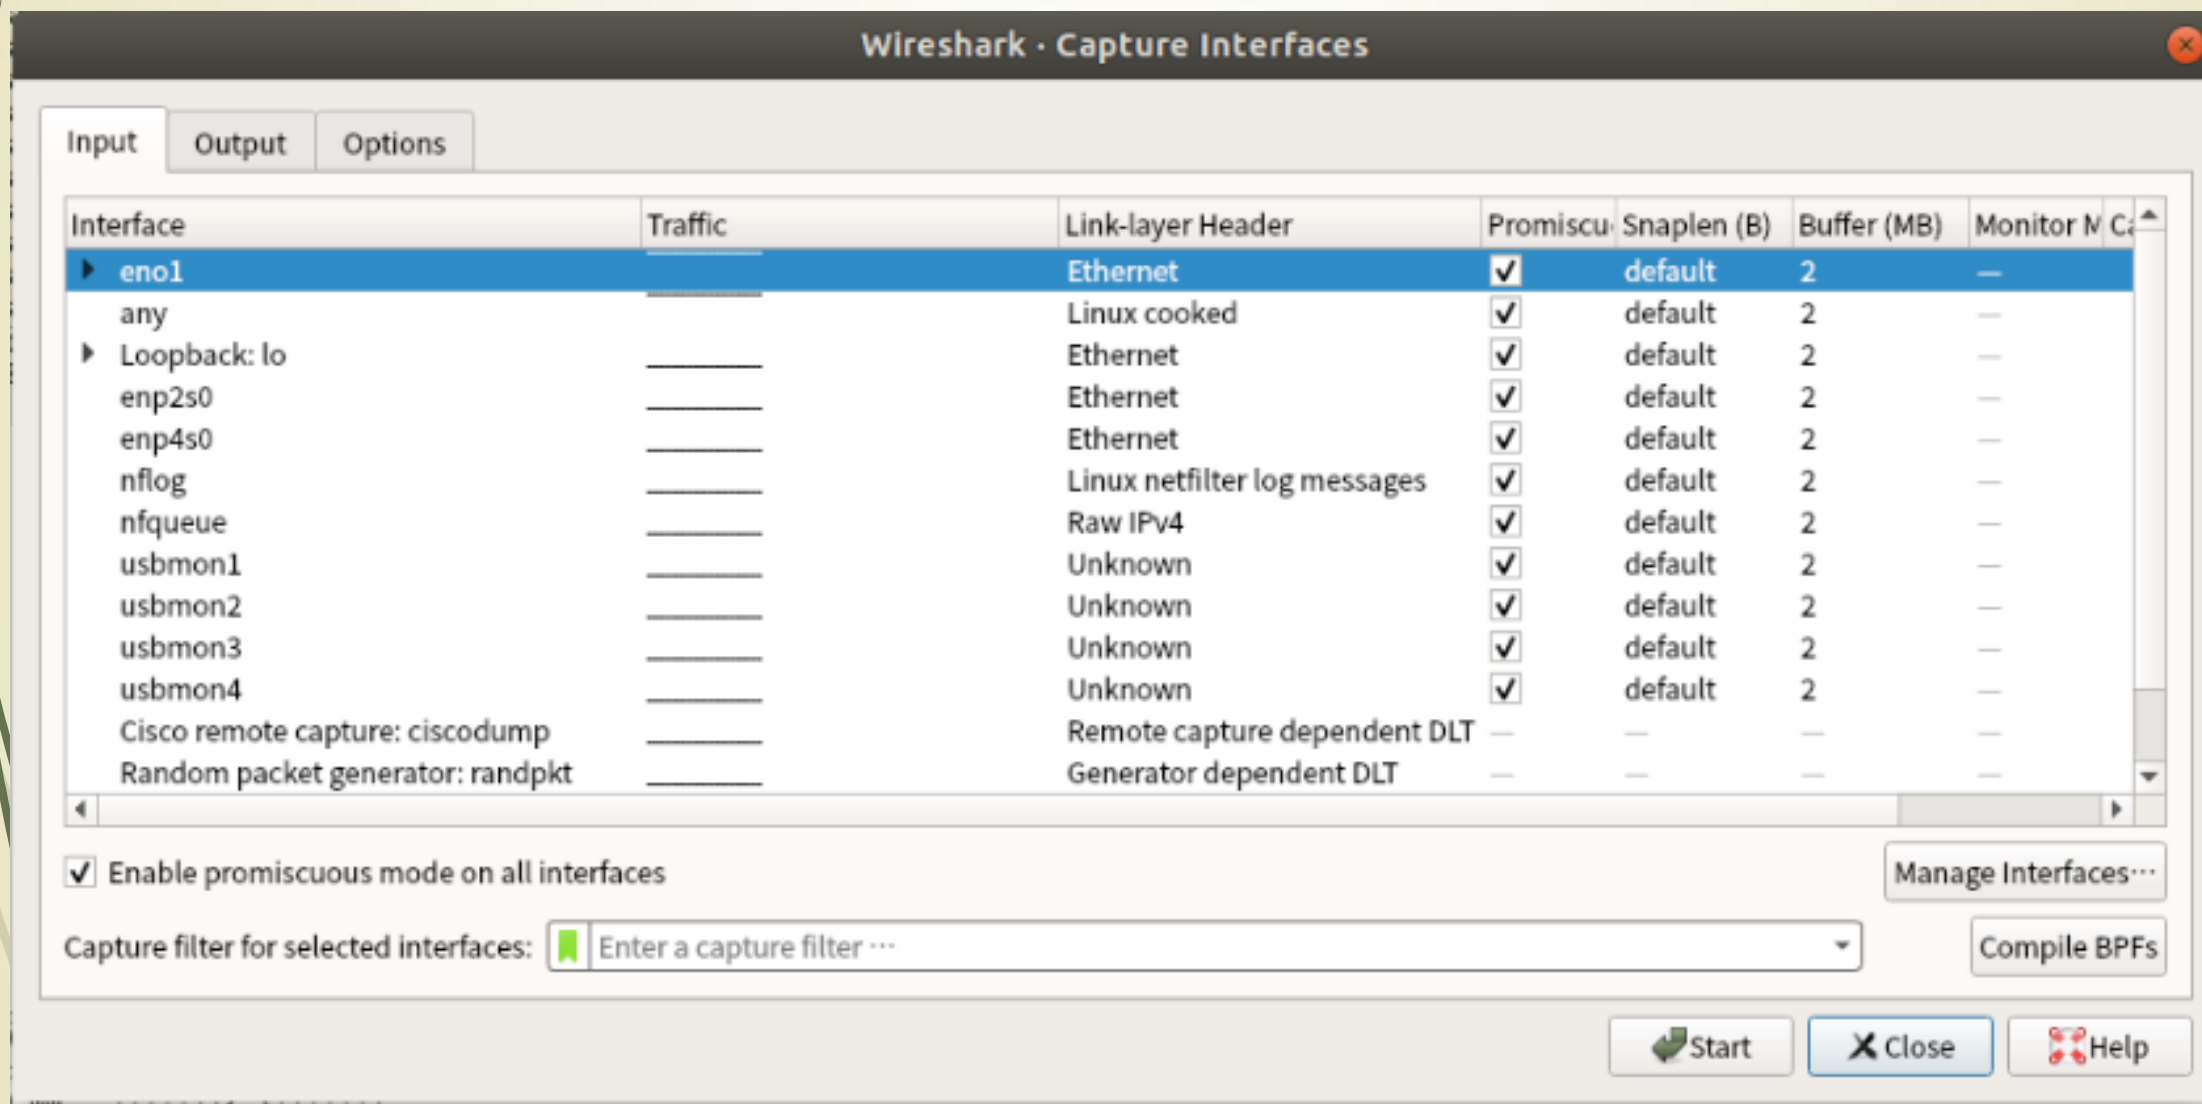 Wireshark · Capture Interfaces
Input Output Options
Interface Traffic Link-layer Header Promiscu Snaplen (B) Buffer (MB) Monitor M
eno1 Ethernet default 2 —
any Linux cooked default 2 —
Loopback: lo Ethernet default 2 —
enp2s0 Ethernet default 2 —
enp4s0 Ethernet default 2 —
nflog Linux netfilter log messages default 2 —
nfqueue Raw IPv4 default 2 —
usbmon1 Unknown default 2 —
usbmon2 Unknown default 2 —
usbmon3 Unknown default 2 —
usbmon4 Unknown default 2 —
Cisco remote capture: ciscodump Remote capture dependent DLT — — — —
Random packet generator: randpkt Generator dependent DLT — — — —
Enable promiscuous mode on all interfaces Manage Interfaces···
Capture filter for selected interfaces: Enter a capture filter ··· Compile BPFs
Start Close Help